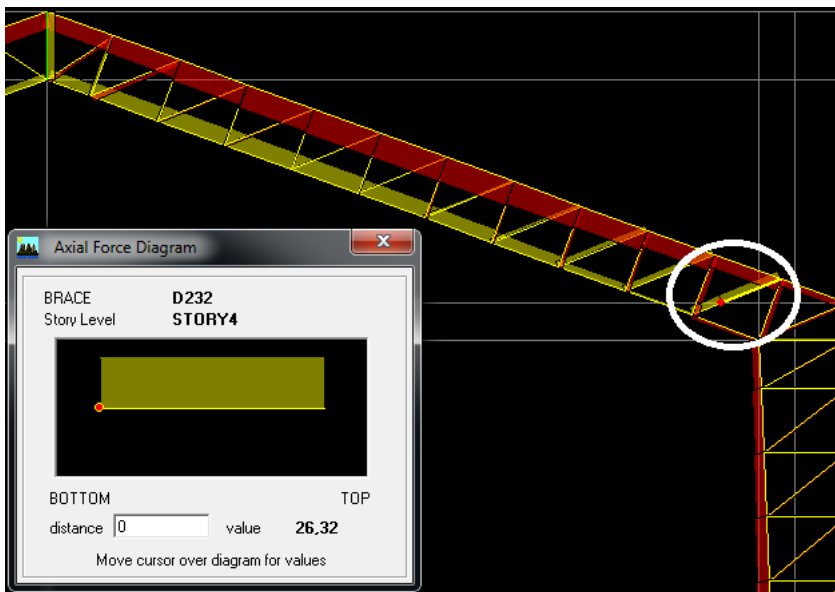 Axial Force Diagram
BRACE D232
Story Level STORY4
BOTTOM TOP
distance 0 value 26,32
Move cursor over diagram for values